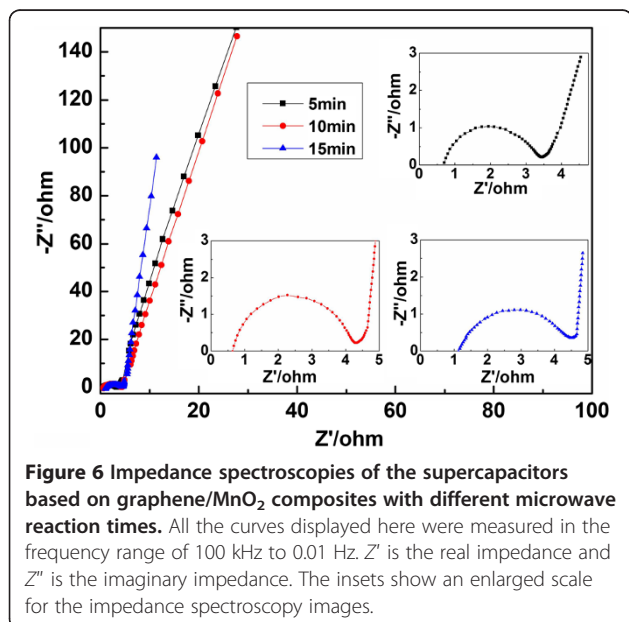 140
120
100
80
60
40
20
0
-Z''/ohm
0 20 40 60 80 100
Z'/ohm
5min
10min
15min
3
2
1
0
-Z''/ohm
0 1 2 3 4
Z'/ohm
3
2
1
0
-Z''/ohm
0 1 2 3 4 5
Z'/ohm
3
2
1
0
-Z''/ohm
0 1 2 3 4 5
Z'/ohm
Figure 6 Impedance spectroscopies of the supercapacitors
based on graphene/MnO₂ composites with different microwave
reaction times. All the curves displayed here were measured in the
frequency range of 100 kHz to 0.01 Hz. Z′ is the real impedance and
Z″ is the imaginary impedance. The insets show an enlarged scale
for the impedance spectroscopy images.